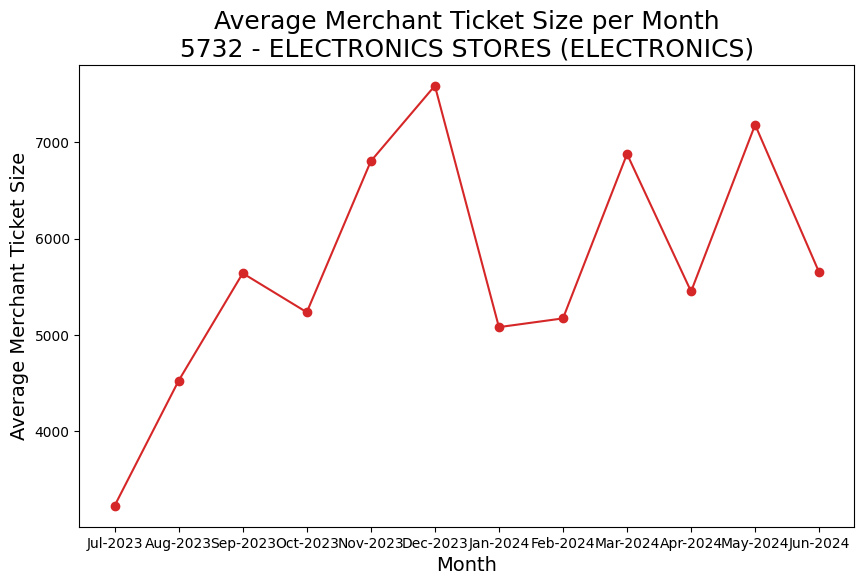 Average Merchant Ticket Size per Month
5732 - ELECTRONICS STORES (ELECTRONICS)
Average Merchant Ticket Size
7000
6000
5000
4000
Jul-2023 Aug-2023 Sep-2023 Oct-2023 Nov-2023 Dec-2023 Jan-2024 Feb-2024 Mar-2024 Apr-2024 May-2024 Jun-2024
Month